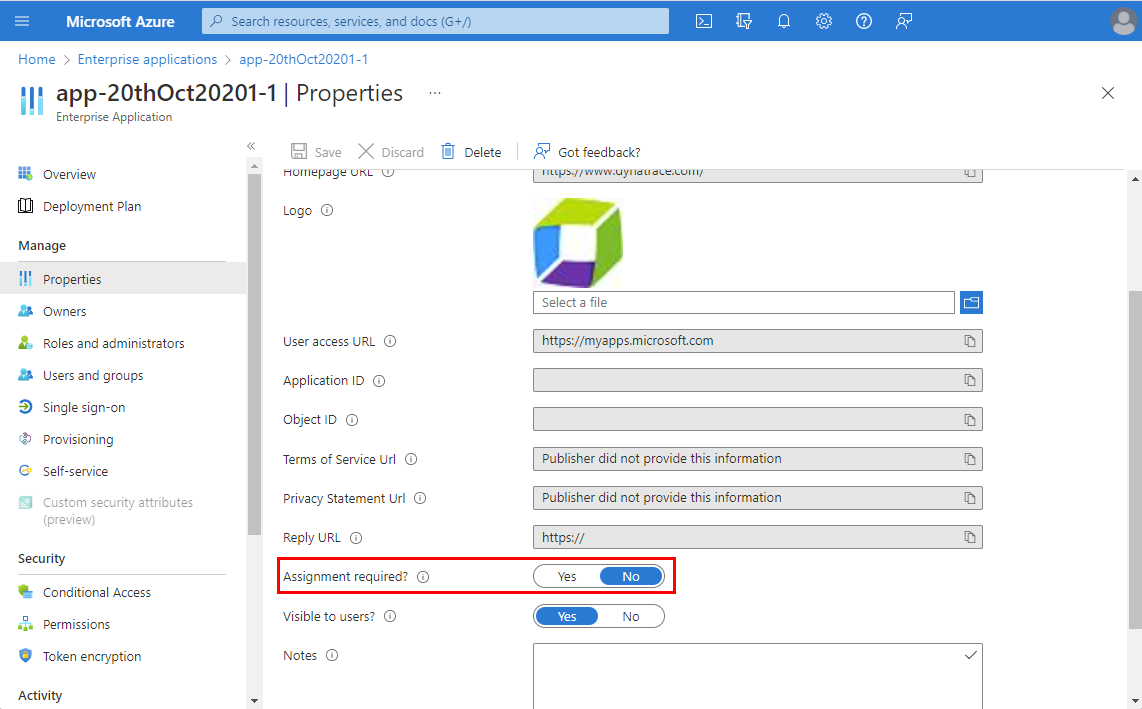 Microsoft Azure
Search resources, services, and docs (G+/)
Home > Enterprise applications > app-20thOct20201-1
app-20thOct20201-1 | Properties ...
Enterprise Application
Save Discard Delete Got feedback?
Overview
Deployment Plan
Manage
Properties
Owners
Roles and administrators
Users and groups
Single sign-on
Provisioning
Self-service
Custom security attributes
(preview)
Security
Conditional Access
Permissions
Token encryption
Activity
Homepage URL https://www.dynatrace.com/
Logo
Select a file
User access URL https://myapps.microsoft.com
Application ID
Object ID
Terms of Service Url Publisher did not provide this information
Privacy Statement Url Publisher did not provide this information
Reply URL https://
Assignment required? Yes No
Visible to users? Yes No
Notes